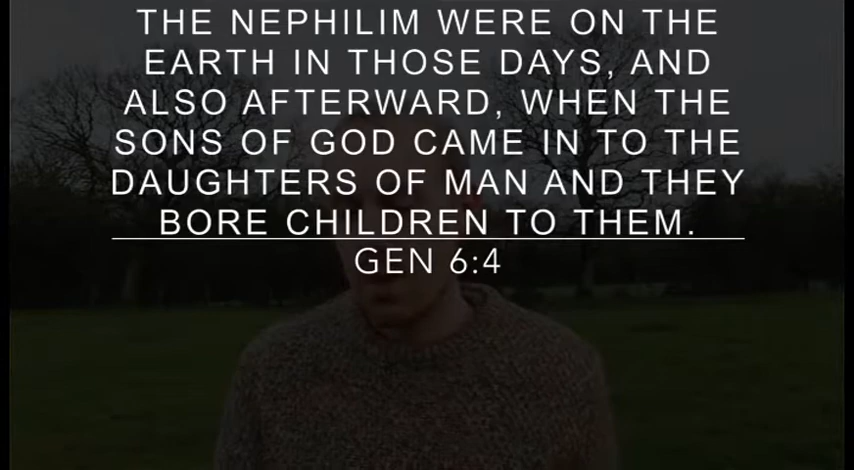 THE NEPHILIM WERE ON THE
EARTH IN THOSE DAYS, AND
ALSO AFTERWARD, WHEN THE
SONS OF GOD CAME IN TO THE
DAUGHTERS OF MAN AND THEY
BORE CHILDREN TO THEM.
GEN 6:4